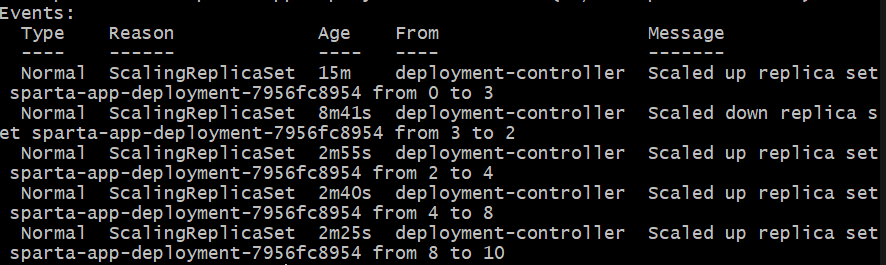 Events:
  Type    Reason             Age    From                   Message
  ----    ------             ----   ----                   -------
  Normal  ScalingReplicaSet  15m    deployment-controller  Scaled up replica set
 sparta-app-deployment-7956fc8954 from 0 to 3
  Normal  ScalingReplicaSet  8m41s  deployment-controller  Scaled down replica s
et sparta-app-deployment-7956fc8954 from 3 to 2
  Normal  ScalingReplicaSet  2m55s  deployment-controller  Scaled up replica set
 sparta-app-deployment-7956fc8954 from 2 to 4
  Normal  ScalingReplicaSet  2m40s  deployment-controller  Scaled up replica set
 sparta-app-deployment-7956fc8954 from 4 to 8
  Normal  ScalingReplicaSet  2m25s  deployment-controller  Scaled up replica set
 sparta-app-deployment-7956fc8954 from 8 to 10